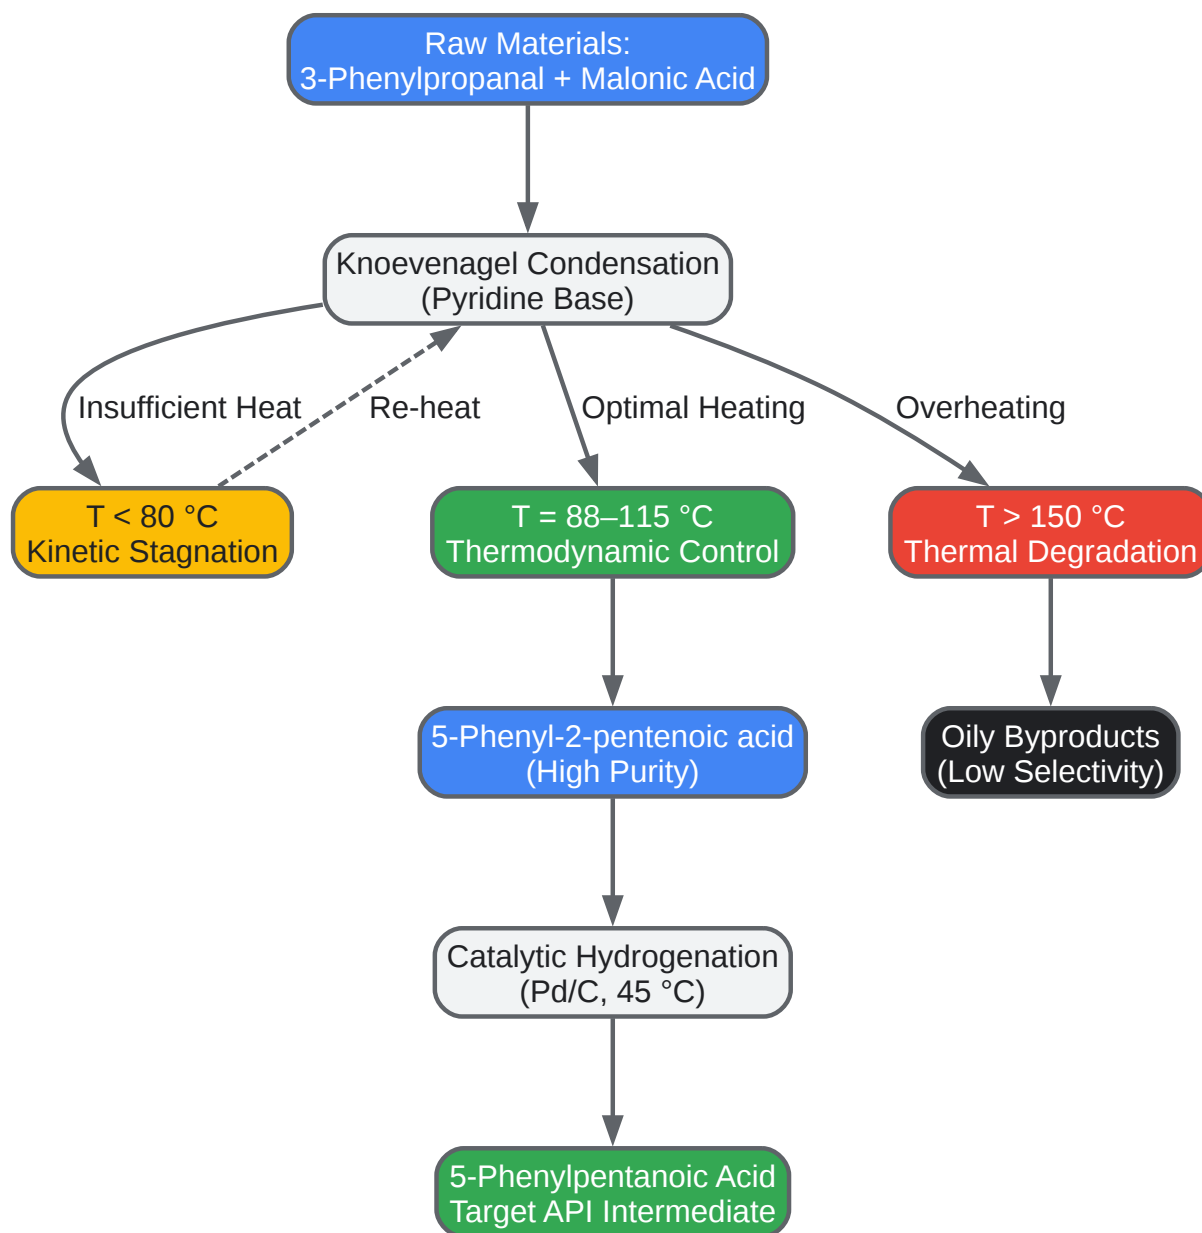 Raw Materials:
3-Phenylpropanal + Malonic Acid
Knoevenagel Condensation
(Pyridine Base)
Insufficient Heat
Re-heat
Optimal Heating
Overheating
T < 80 °C
Kinetic Stagnation
T = 88–115 °C
Thermodynamic Control
T > 150 °C
Thermal Degradation
5-Phenyl-2-pentenoic acid
(High Purity)
Oily Byproducts
(Low Selectivity)
Catalytic Hydrogenation
(Pd/C, 45 °C)
5-Phenylpentanoic Acid
Target API Intermediate